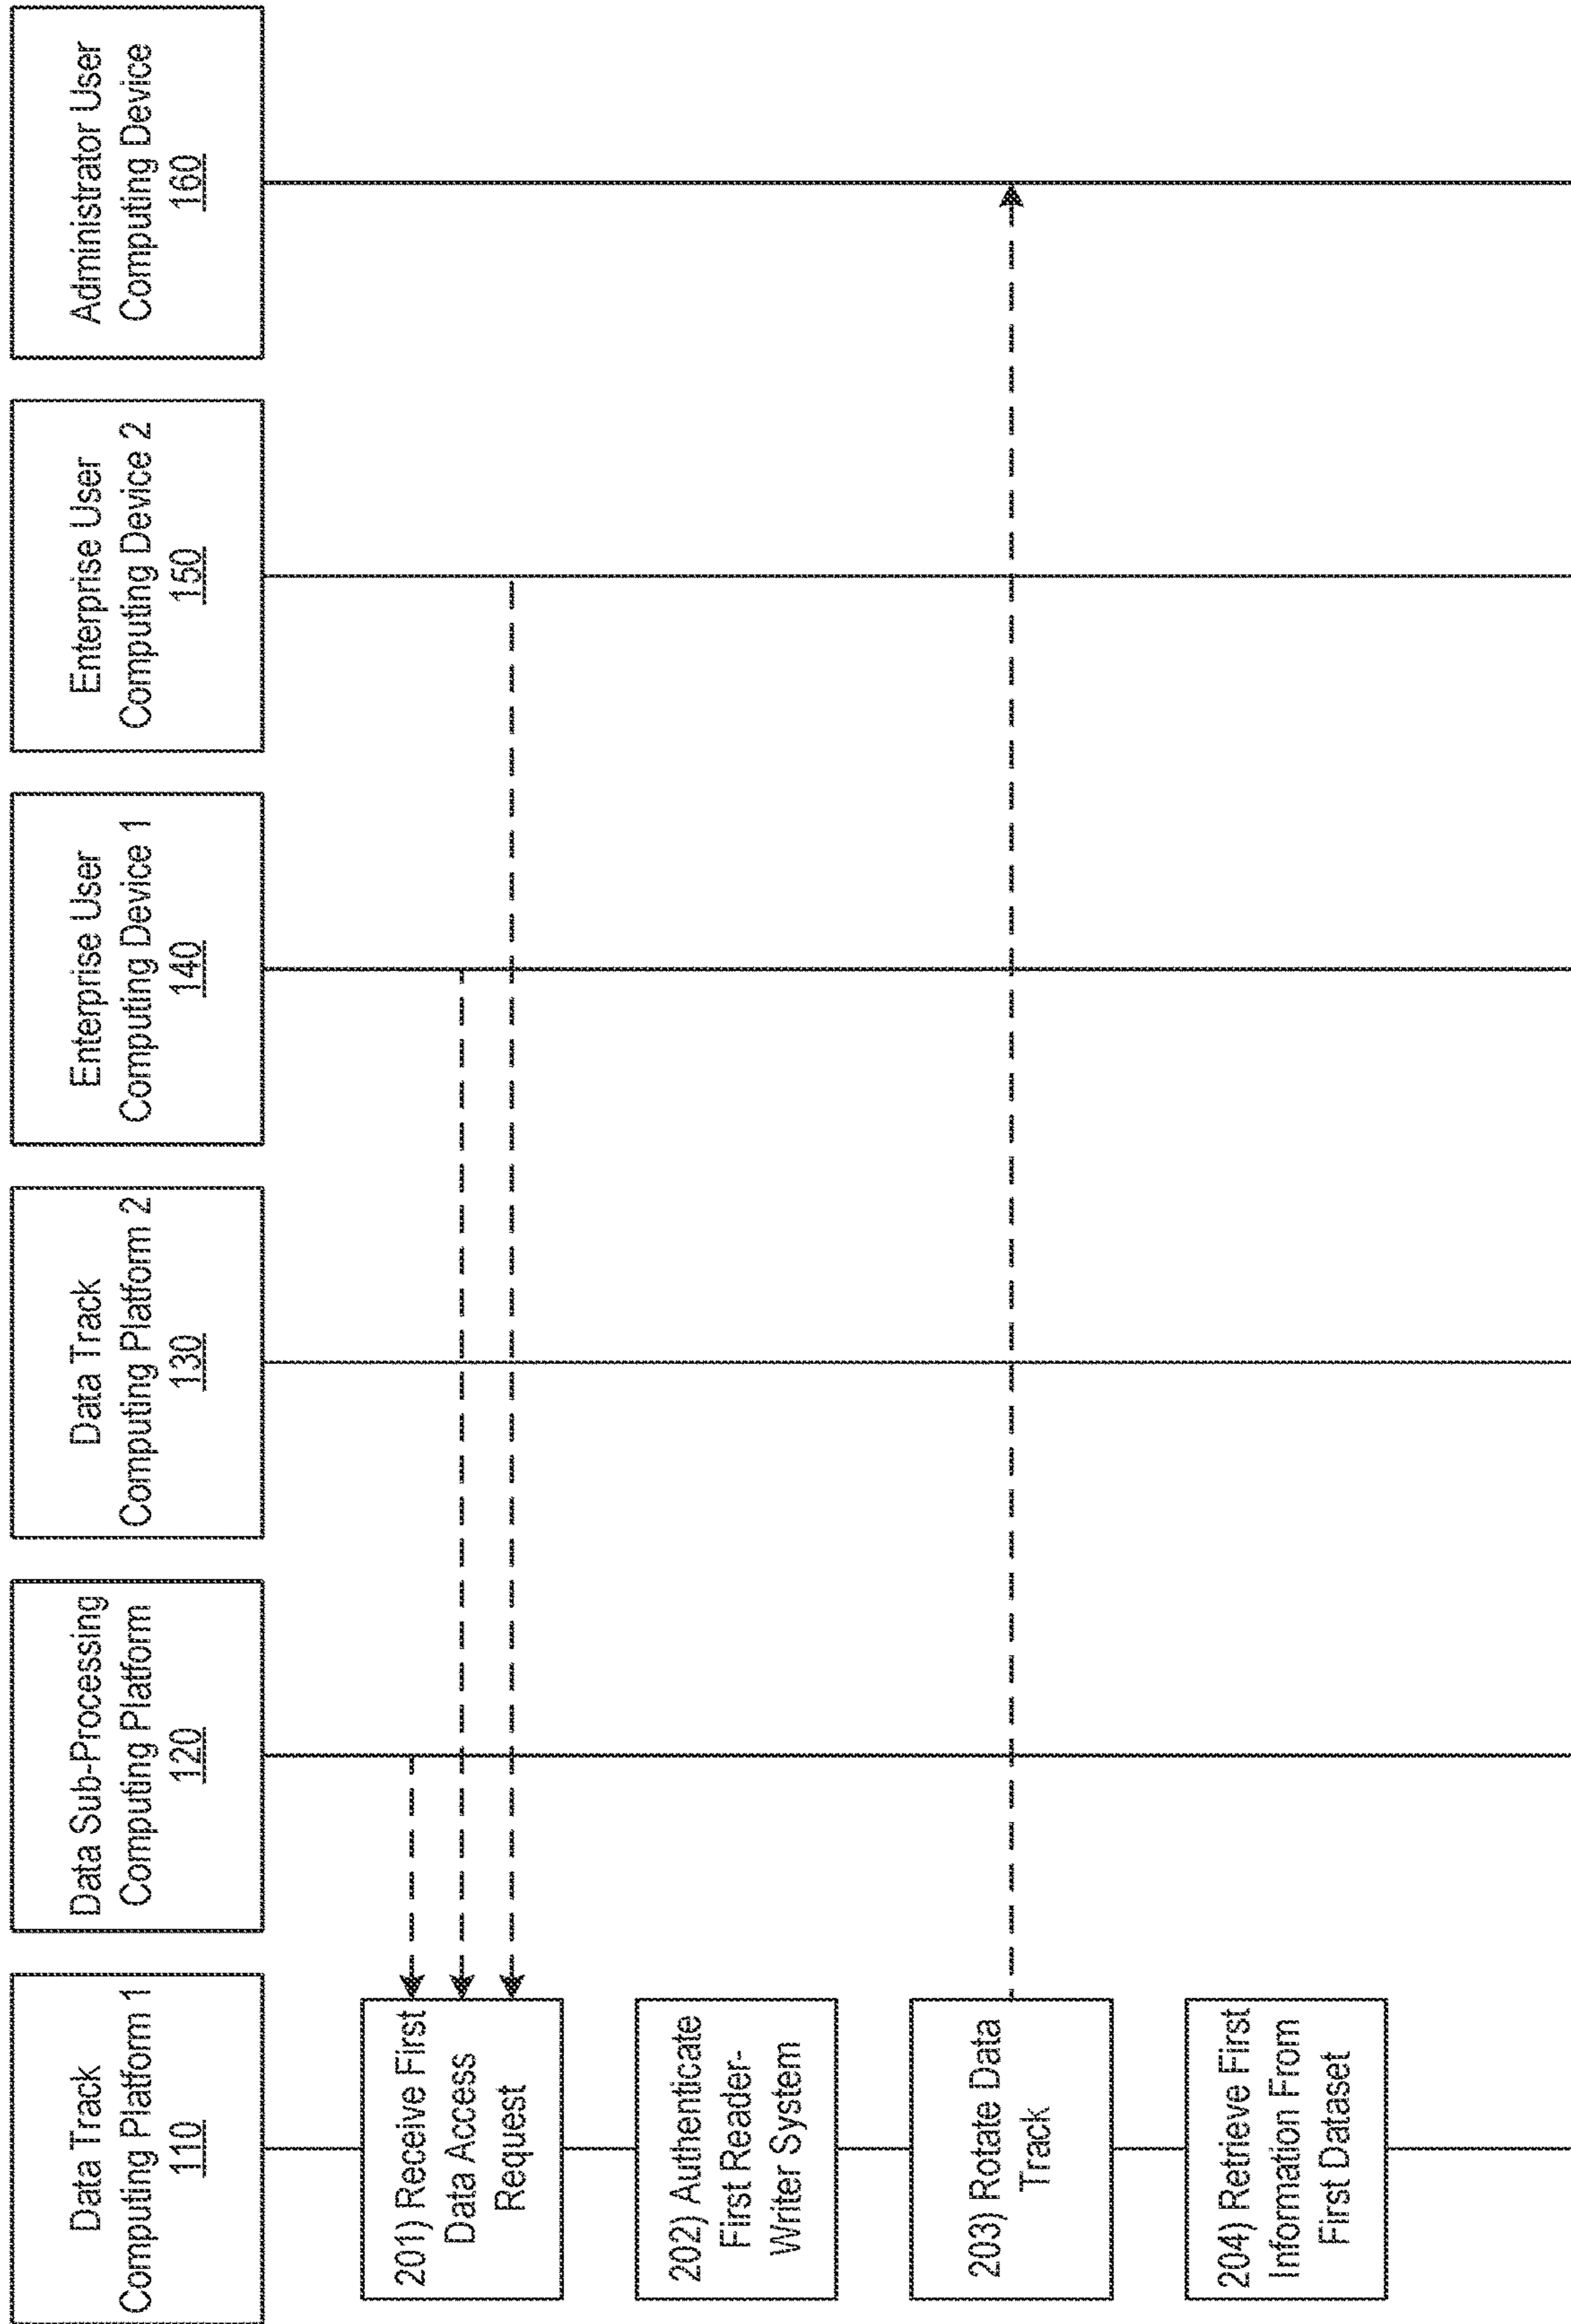 Data Track
Computing Platform 1
110
Data Sub-Processing
Computing Platform
120
Data Track
Computing Platform 2
130
Enterprise User
Computing Device 1
140
Enterprise User
Computing Device 2
150
Administrator User
Computing Device
160
201) Receive First
Data Access
Request
202) Authenticate
First Reader-
Writer System
203) Rotate Data
Track
204) Retrieve First
Information From
First Dataset